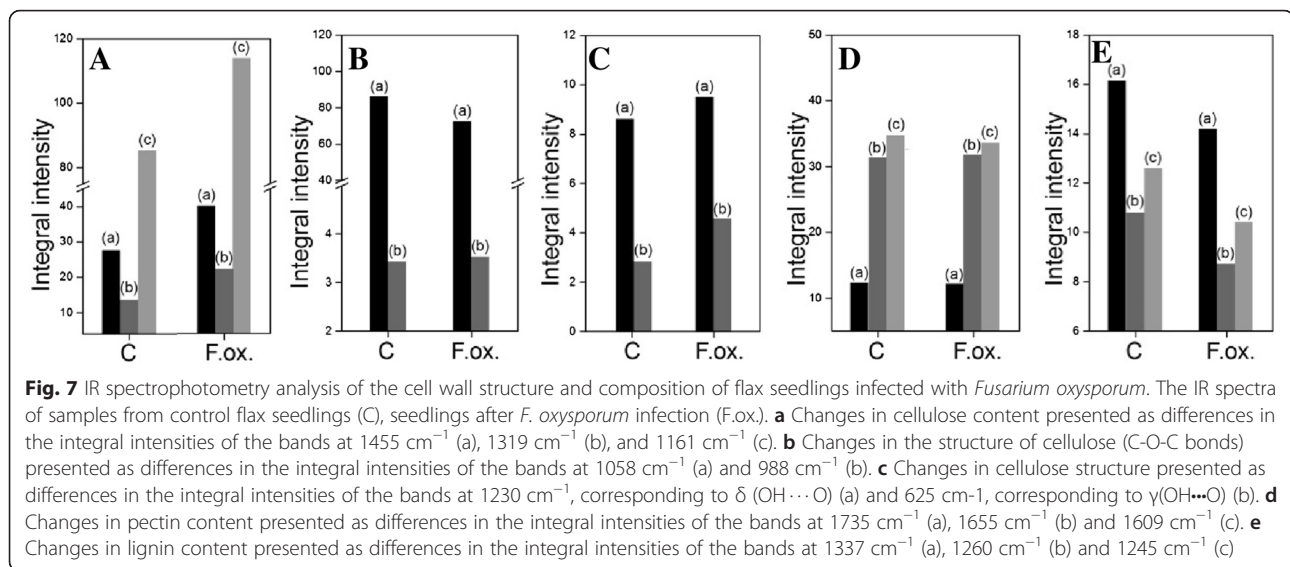 A
Integral intensity
120
100
80
40
30
20
10
(a)
(b)
(c)
(a)
(b)
(c)
C
F.ox.
B
Integral intensity
120
100
80
60
40
4
3
2
(a)
(b)
(a)
(b)
C
F.ox.
C
Integral intensity
12
10
8
6
4
2
0
(a)
(b)
(a)
(b)
C
F.ox.
D
Integral intensity
50
40
30
20
10
(a)
(b)
(c)
(a)
(b)
(c)
C
F.ox.
E
Integral intensity
18
16
14
12
10
8
6
(a)
(b)
(c)
(a)
(b)
(c)
C
F.ox.
Fig. 7 IR spectrophotometry analysis of the cell wall structure and composition of flax seedlings infected with Fusarium oxysporum. The IR spectra
of samples from control flax seedlings (C), seedlings after F. oxysporum infection (F.ox.). a Changes in cellulose content presented as differences in
the integral intensities of the bands at 1455 cm⁻¹ (a), 1319 cm⁻¹ (b), and 1161 cm⁻¹ (c). b Changes in the structure of cellulose (C-O-C bonds)
presented as differences in the integral intensities of the bands at 1058 cm⁻¹ (a) and 988 cm⁻¹ (b). c Changes in cellulose structure presented as
differences in the integral intensities of the bands at 1230 cm⁻¹, corresponding to δ (OH···O) (a) and 625 cm-1, corresponding to γ(OH•••O) (b). d
Changes in pectin content presented as differences in the integral intensities of the bands at 1735 cm⁻¹ (a), 1655 cm⁻¹ (b) and 1609 cm⁻¹ (c). e
Changes in lignin content presented as differences in the integral intensities of the bands at 1337 cm⁻¹ (a), 1260 cm⁻¹ (b) and 1245 cm⁻¹ (c)